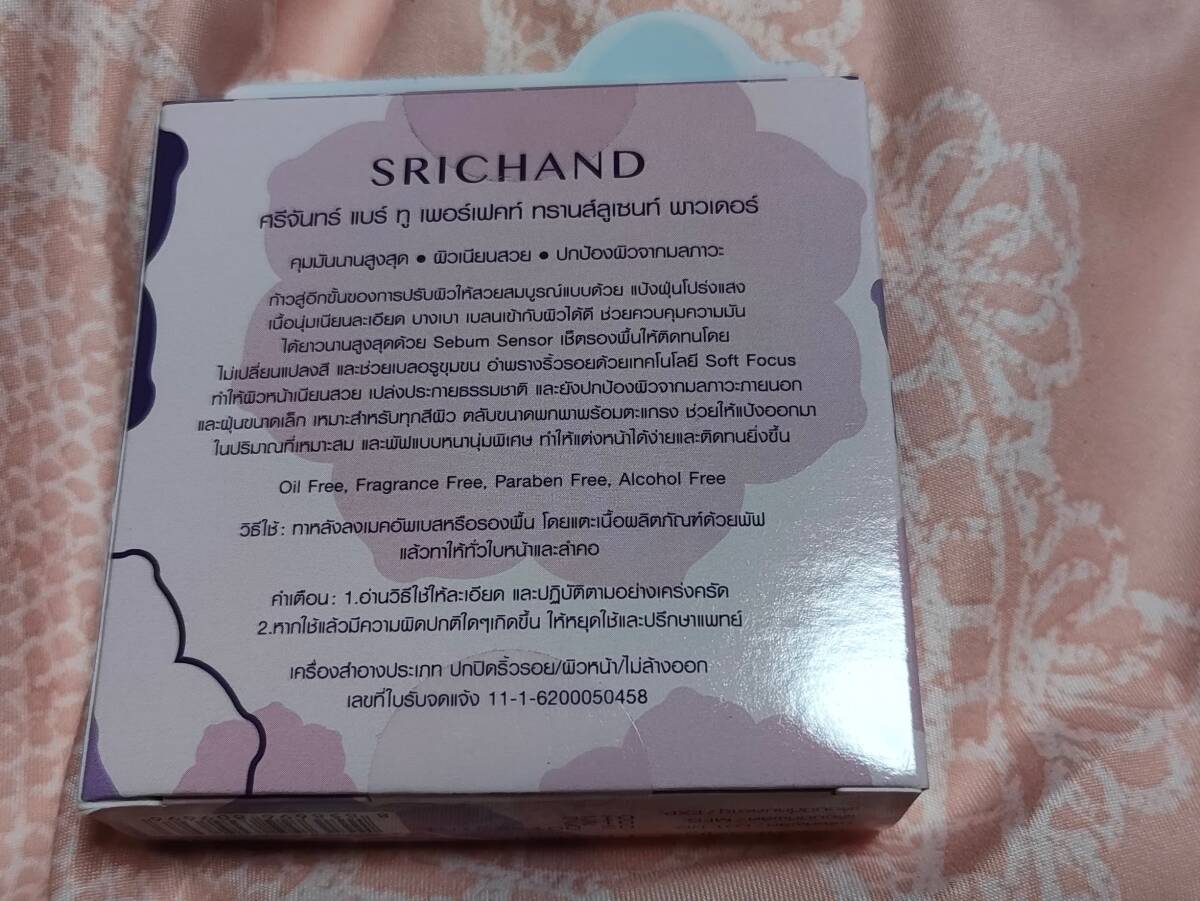 SRICHAND
ศรีจันทร์ แบร์ ทู เพอร์เฟคท์ ทรานส์ลูเซนท์ พาวเดอร์
คุมมันนานสูงสุด • ผิวเนียนสวย • ปกป้องผิวจากมลภาวะ
ก้าวสู่อีกขั้นของการปรับผิวให้สวยสมบูรณ์แบบด้วย แป้งฝุ่นโปร่งแสง
เนื้อนุ่มเนียนละเอียด บางเบา เบลนเข้ากับผิวได้ดี ช่วยควบคุมความมัน
ได้ยาวนานสูงสุดด้วย Sebum Sensor เซ็ตรองพื้นให้ติดทนโดย
ไม่เปลี่ยนแปลงสี และช่วยเบลอรูขุมขน อำพรางริ้วรอยด้วยเทคโนโลยี Soft Focus
ทำให้ผิวหน้าเนียนสวย เปล่งประกายธรรมชาติ และยังปกป้องผิวจากมลภาวะภายนอก
และฝุ่นขนาดเล็ก เหมาะสำหรับทุกสีผิว ตลับขนาดพกพาพร้อมตะแกรง ช่วยให้แป้งออกมา
ในปริมาณที่เหมาะสม และพัฟแบบหนานุ่มพิเศษ ทำให้แต่งหน้าได้ง่ายและติดทนยิ่งขึ้น
Oil Free, Fragrance Free, Paraben Free, Alcohol Free
วิธีใช้ : ทาหลังลงเมคอัพเบสหรือรองพื้น โดยแตะเนื้อผลิตภัณฑ์ด้วยพัฟ
แล้วทาให้ทั่วใบหน้าและลำคอ
คำเตือน : 1.อ่านวิธีใช้ให้ละเอียด และปฏิบัติตามอย่างเคร่งครัด
2.หากใช้แล้วมีความผิดปกติใดๆเกิดขึ้น ให้หยุดใช้และปรึกษาแพทย์
เครื่องสำอางประเภท ปกปิดริ้วรอย/ผิวหน้า/ไม่ล้างออก
เลขที่ใบรับจดแจ้ง 11-1-6200050458